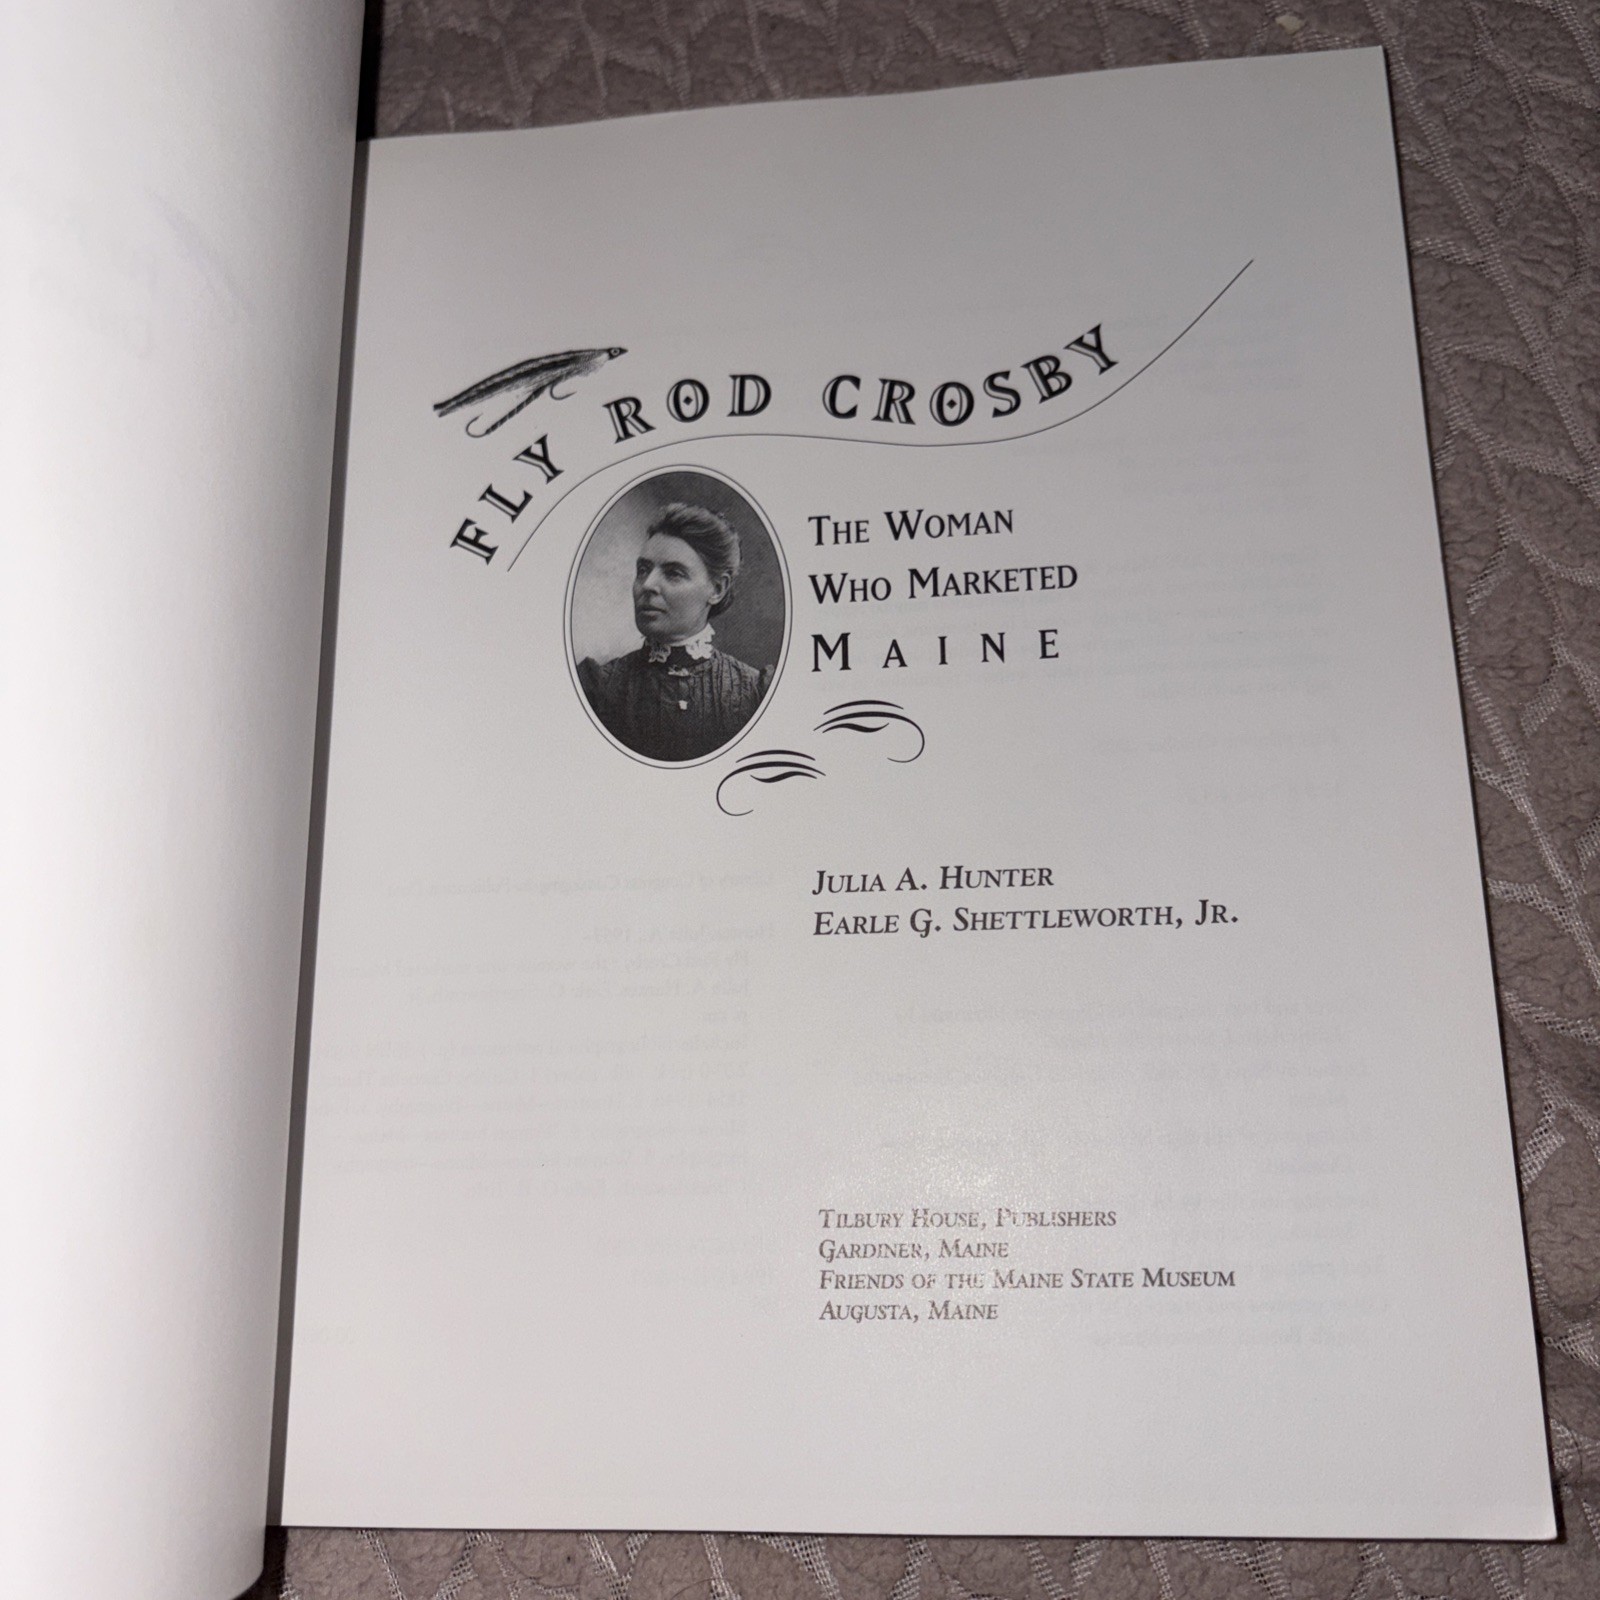 FLY ROD CROSBY
THE WOMAN
WHO MARKETED
MAINE
JULIA A. HUNTER
EARLE G. SHETTLEWORTH, JR.
TILBURY HOUSE, PUBLISHERS
GARDINER, MAINE
FRIENDS OF THE MAINE STATE MUSEUM
AUGUSTA, MAINE